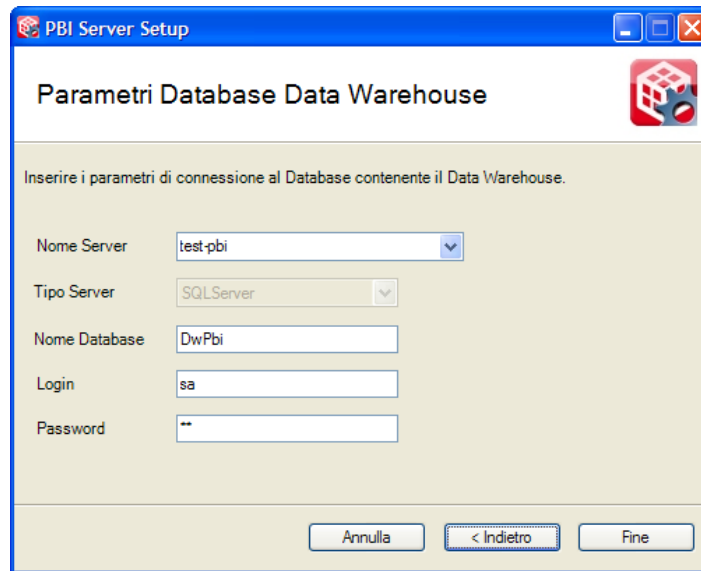 PBI Server Setup
Parametri Database Data Warehouse
Inserire i parametri di connessione al Database contenente il Data Warehouse.
Nome Server test-pbi
Tipo Server SQLServer
Nome Database DwPbi
Login sa
Password **
Annulla < Indietro Fine